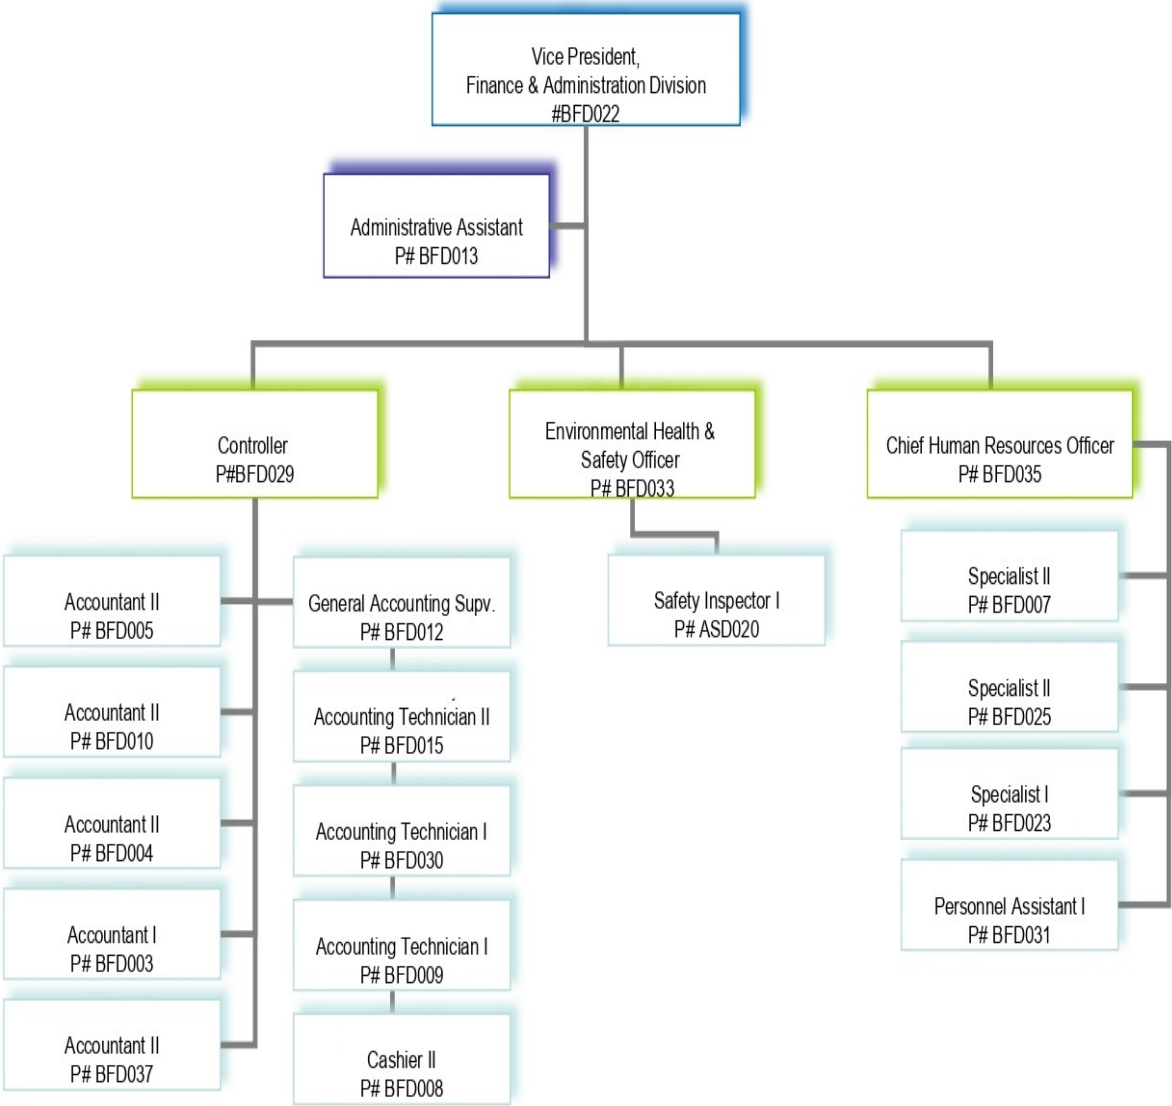 Vice President,
Finance & Administration Division
#BFD022
Administrative Assistant
P# BFD013
Controller
P#BFD029
Environmental Health &
Safety Officer
P# BFD033
Chief Human Resources Officer
P# BFD035
Accountant II
P# BFD005
Accountant II
P# BFD010
Accountant II
P# BFD004
Accountant I
P# BFD003
Accountant II
P# BFD037
General Accounting Supv.
P# BFD012
Accounting Technician II
P# BFD015
Accounting Technician I
P# BFD030
Accounting Technician I
P# BFD009
Cashier II
P# BFD008
Safety Inspector I
P# ASD020
Specialist II
P# BFD007
Specialist II
P# BFD025
Specialist I
P# BFD023
Personnel Assistant I
P# BFD031